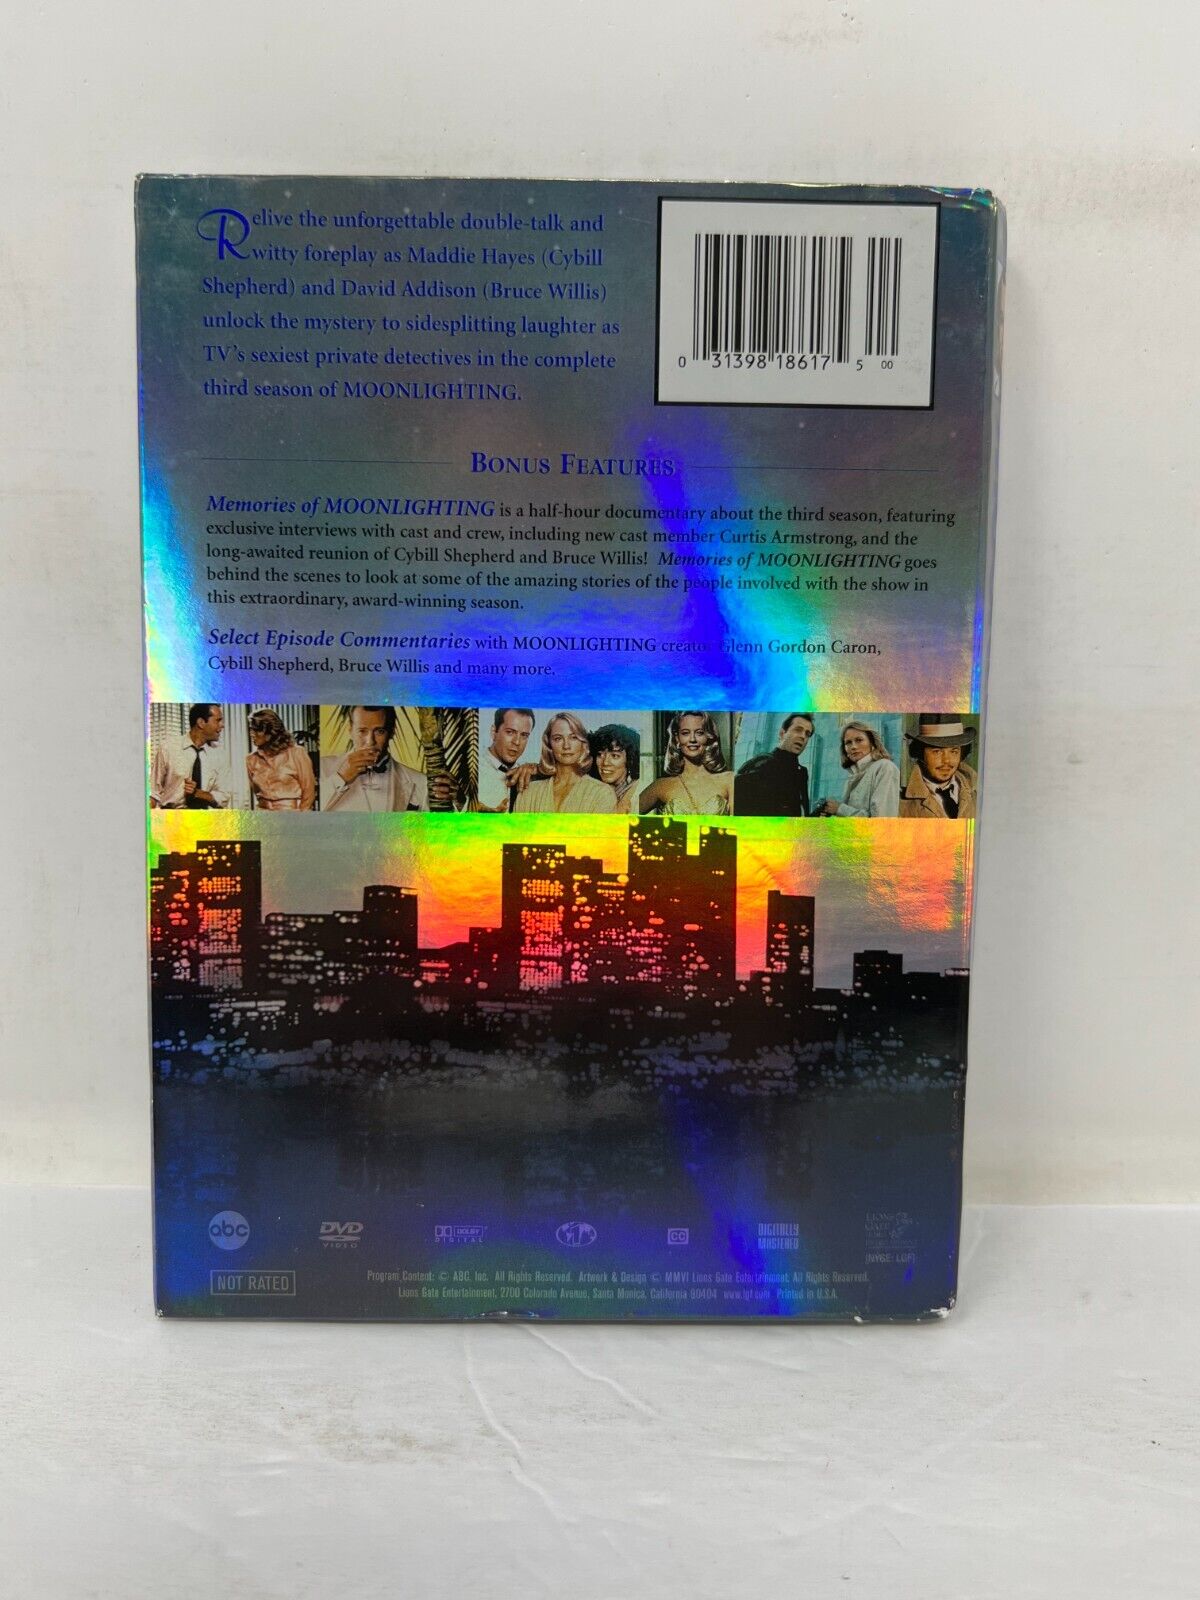 Relive the unforgettable double-talk and
witty foreplay as Maddie Hayes (Cybill
Shepherd) and David Addison (Bruce Willis)
unlock the mystery to sidesplitting laughter as
TV's sexiest private detectives in the complete
third season of MOONLIGHTING.
0 31398 18617 5 00
BONUS FEATURES
Memories of MOONLIGHTING is a half-hour documentary about the third season, featuring
exclusive interviews with cast and crew, including new cast member Curtis Armstrong, and the
long-awaited reunion of Cybill Shepherd and Bruce Willis! Memories of MOONLIGHTING goes
behind the scenes to look at some of the amazing stories of the people involved with the show in
this extraordinary, award-winning season.
Select Episode Commentaries with MOONLIGHTING creator Glenn Gordon Caron,
Cybill Shepherd, Bruce Willis and many more.
abc
DVD VIDEO
DOLBY DIGITAL
1
CC
DIGITALLY MASTERED
LIONS GATE
[NYSE: LGF]
NOT RATED
Program Content: © ABC, Inc. All Rights Reserved. Artwork & Design © MMVI Lions Gate Entertainment. All Rights Reserved.
Lions Gate Entertainment, 2700 Colorado Avenue, Santa Monica, California 90404 www.lgf.com Printed in U.S.A.